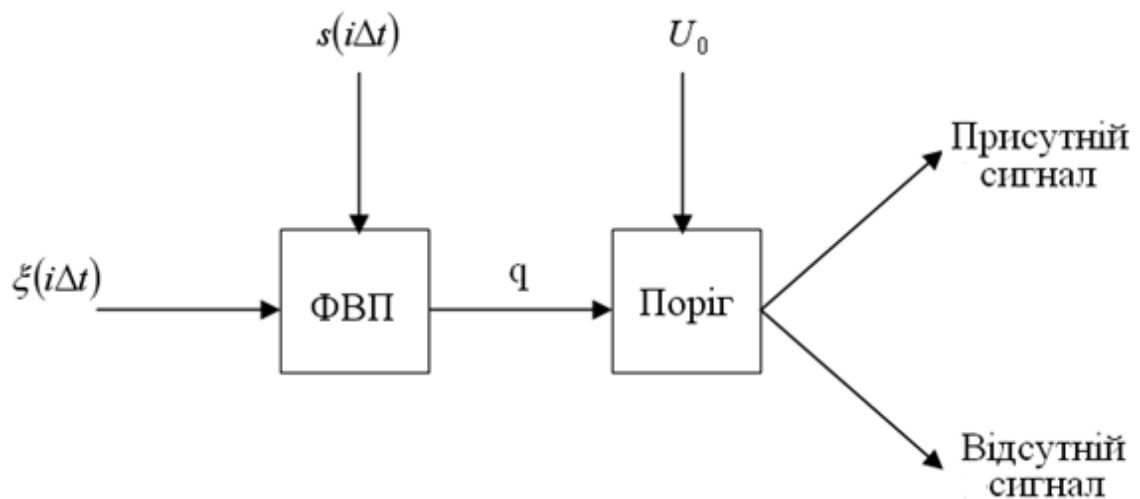 s(iΔt)
U₀
Присутній
сигнал
ξ(iΔt)
ФВП
q
Поріг
Відсутній
сигнал